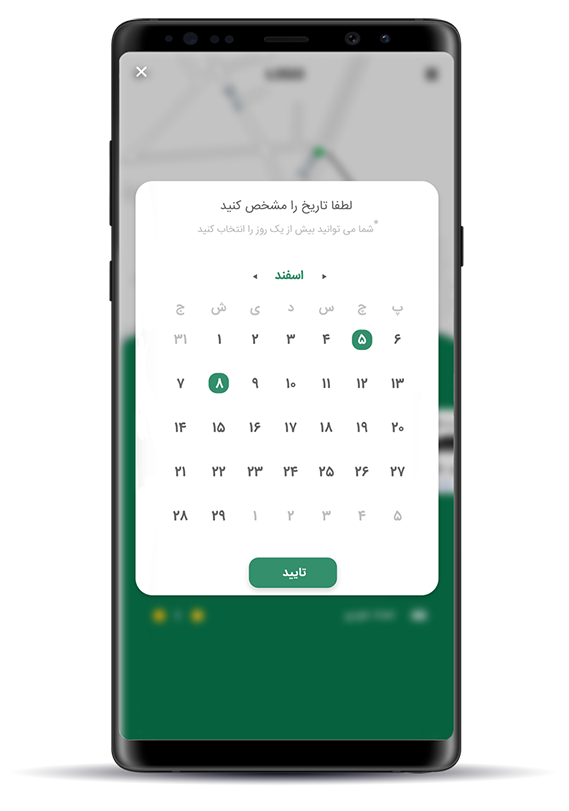 لطفا تاریخ را مشخص کنید
*شما می توانید بیش از یک روز را انتخاب کنید
اسفند
ج ش ی د س چ پ
۳۱ ۱ ۲ ۳ ۴ ۵ ۶
۷ ۸ ۹ ۱۰ ۱۱ ۱۲ ۱۳
۱۴ ۱۵ ۱۶ ۱۷ ۱۸ ۱۹ ۲۰
۲۱ ۲۲ ۲۳ ۲۴ ۲۵ ۲۶ ۲۷
۲۸ ۲۹ ۱ ۲ ۳ ۴ ۵
تایید